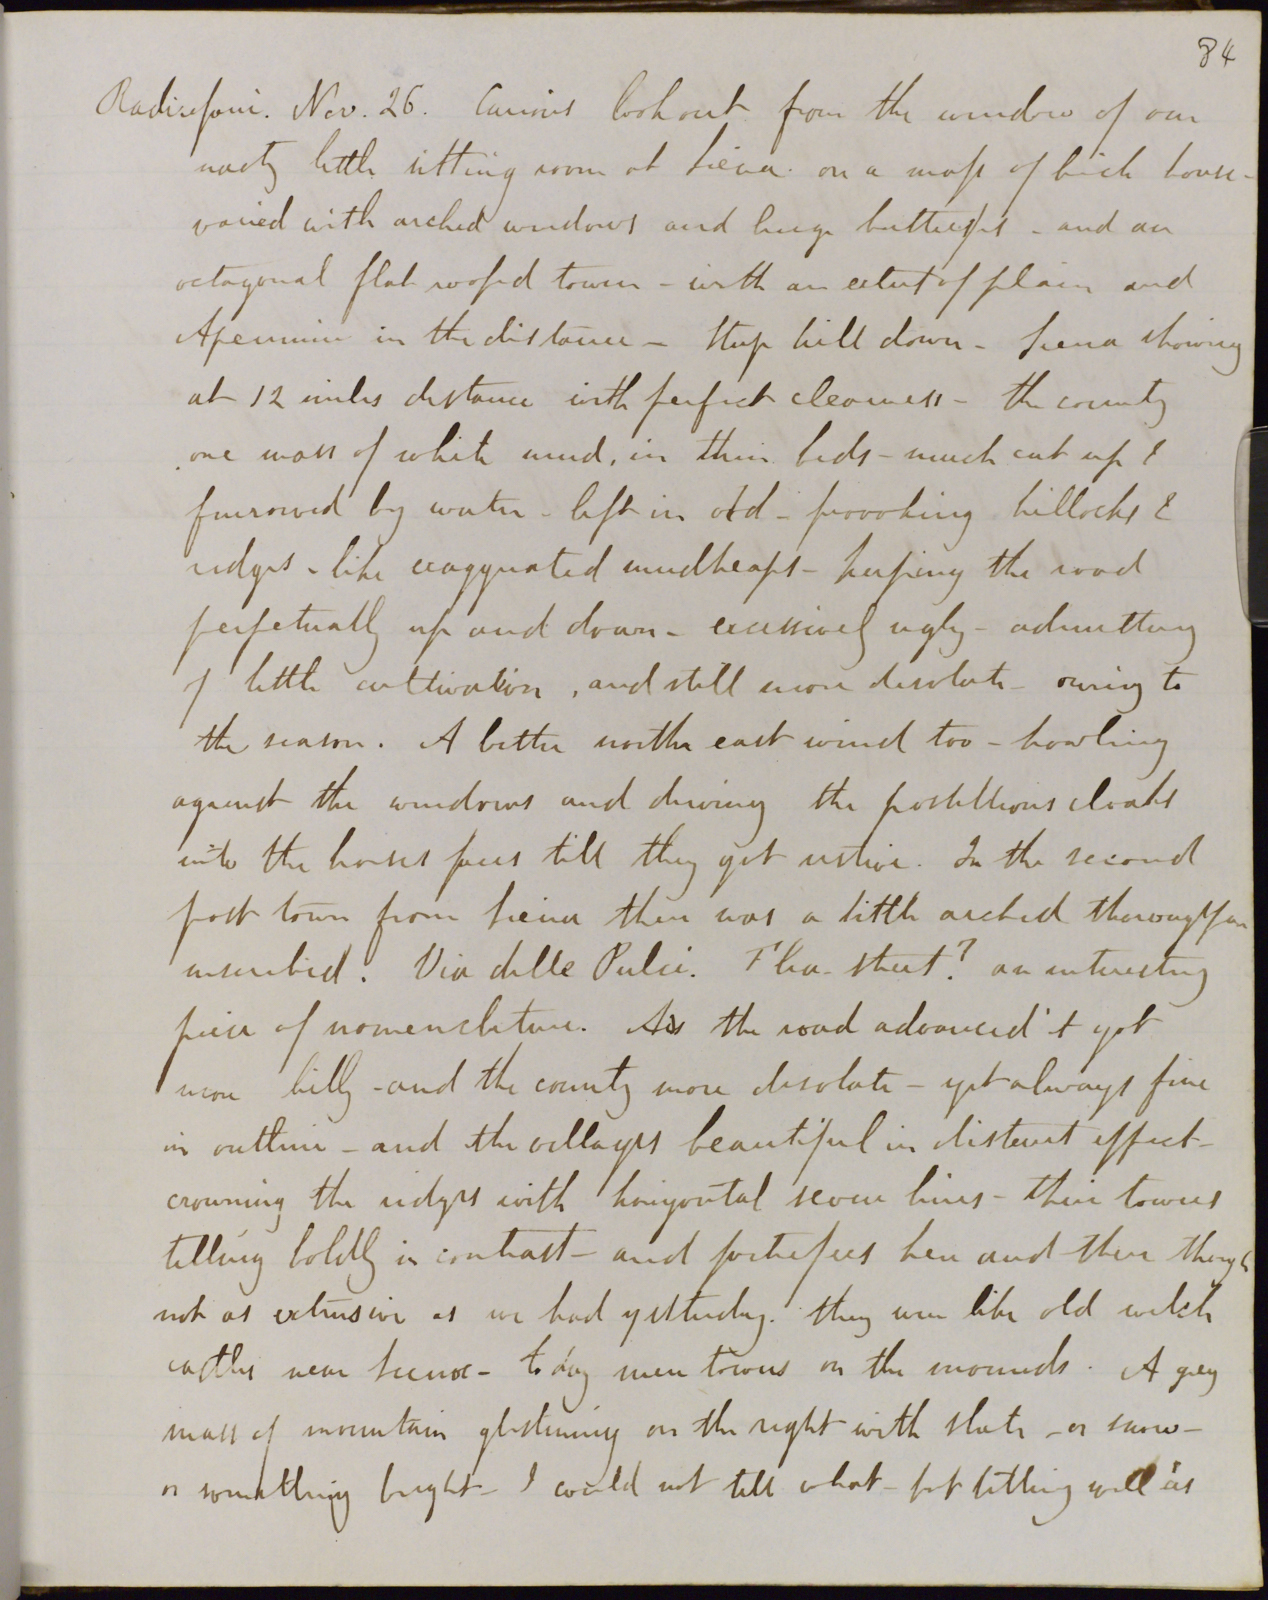 84
Radicofani. Nov. 26. Curious look out from the window of our
nasty little sitting room at Siena. on a mass of brick house-
varied with arched windows and huge buttresses - and an
octagonal flat roofed tower - with an extent of plain and
Apennine in the distance - Steep hill down - Siena showing
at 12 miles distance with perfect clearness - the country
one mass of white mud, in thin beds - much cut up &
furrowed by water - left in odd - provoking hillocks &
ridges - like exaggerated mudheaps - keeping the road
perpetually up and down - excessively ugly - admitting
of little cultivation, and still more desolate - owing to
the season. A bitter north east wind too - howling
against the windows and driving the postillions cloaks
into the horses faces till they got restive. In the second
post town from Siena there was a little arched thoroughfare
inscribed. Via delle Pulci. Flea-street? an interesting
piece of nomenclature. As the road advanced it got
more hilly - and the country more desolate - yet always fine
in outline - and the villages beautiful in distant effect -
crowning the ridges with horizontal severe lines - their towers
telling boldly in contrast - and fortresses here and there though
not as extensive as we had yesterday. they were like old welch
castles near Siena - today mere towers on the mounds. A grey
mass of mountain glistening on the right with slate - or snow -
or something bright - I could not tell what - but telling well as